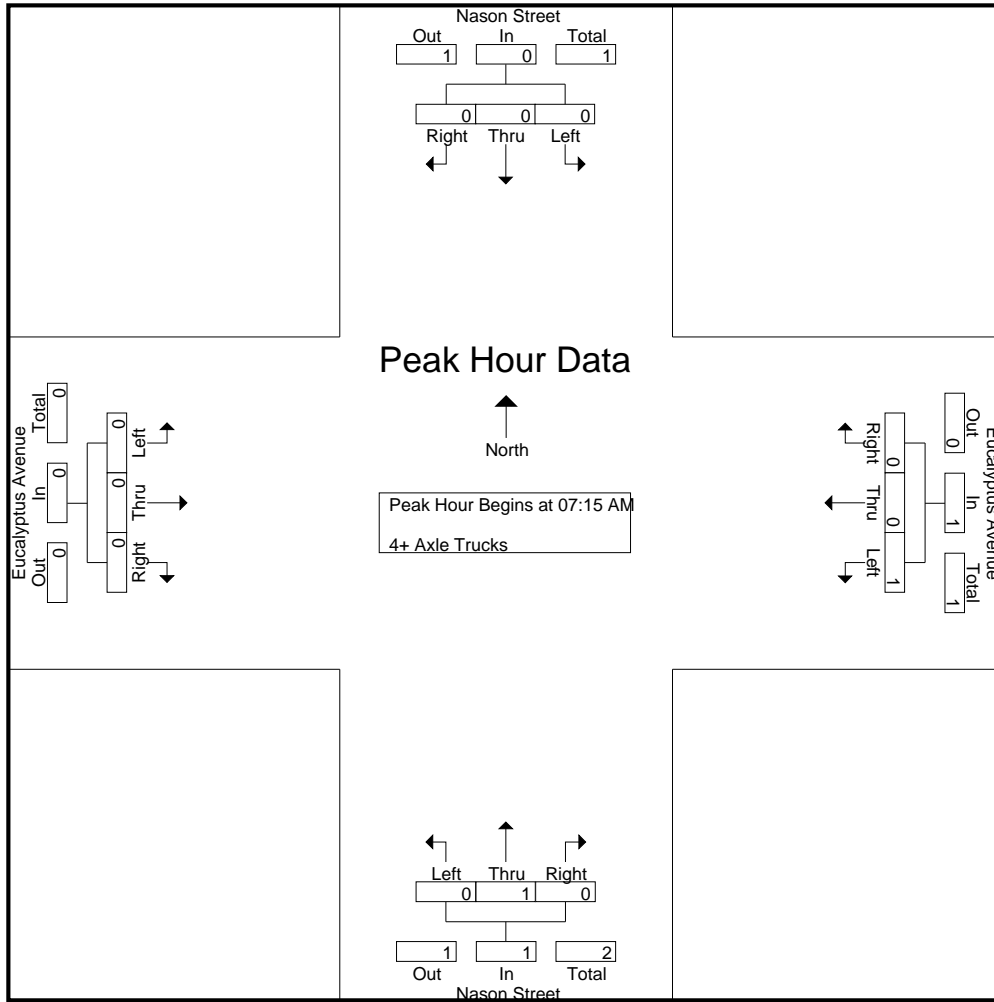 Nason Street
Out In Total
1 0 1
0 0 0
Right Thru Left
Peak Hour Data
North
Peak Hour Begins at 07:15 AM
4+ Axle Trucks
Eucalyptus Avenue
Out In Total
0 0 0
0 0 0
Right Thru Left
Eucalyptus Avenue
Out In Total
0 1 1
0 0 1
Right Thru Left
Left Thru Right
0 1 0
1 1 2
Out In Total
Nason Street